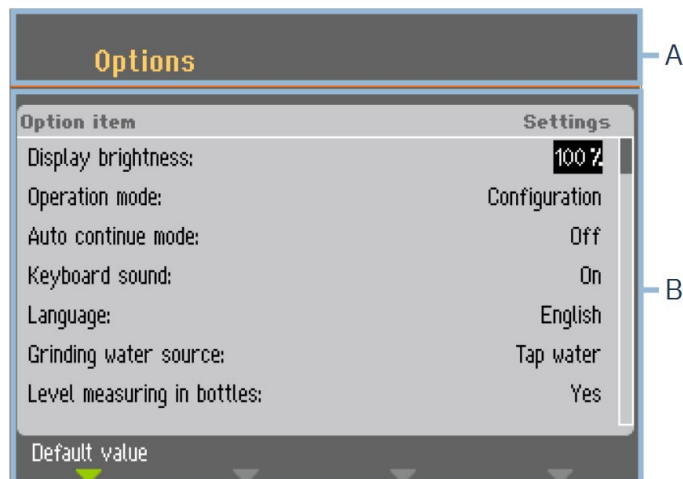 Options
A
Option item Settings
Display brightness: 100 %
Operation mode: Configuration
Auto continue mode: Off
Keyboard sound: On
B
Language: English
Grinding water source: Tap water
Level measuring in bottles: Yes
Default value